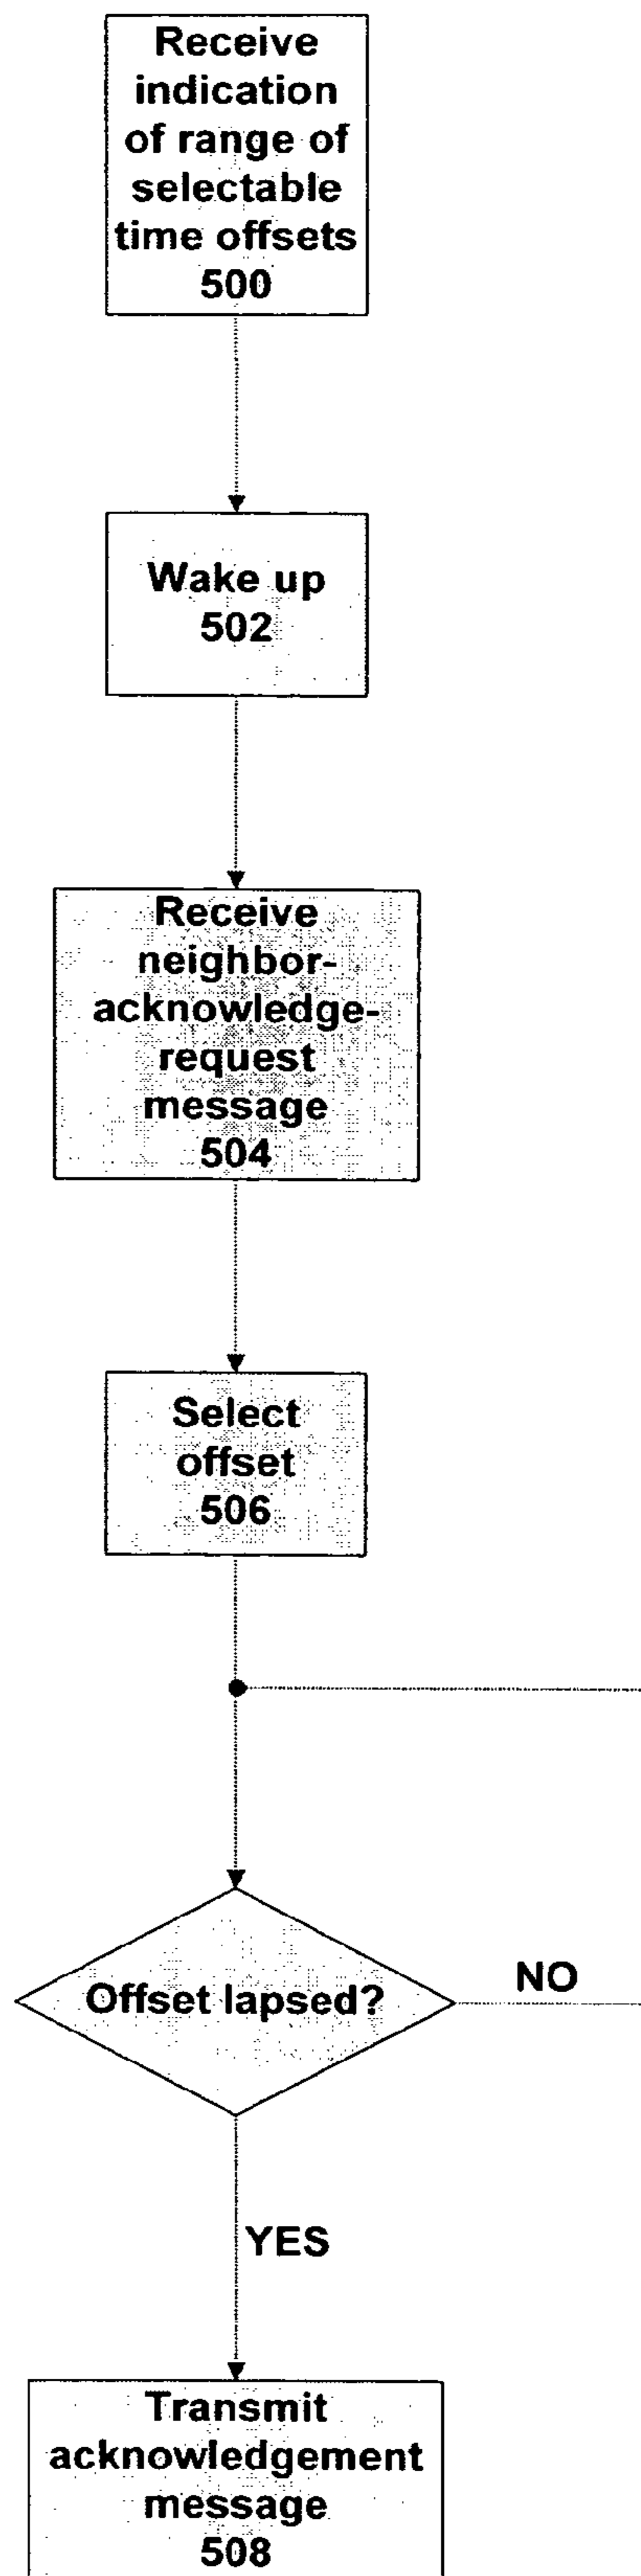 Receive
indication
of range of
selectable
time offsets
500
Wake up
502
Receive
neighbor-
acknowledge-
request
message
504
Select
offset
506
Offset lapsed?
NO
YES
Transmit
acknowledgement
message
508